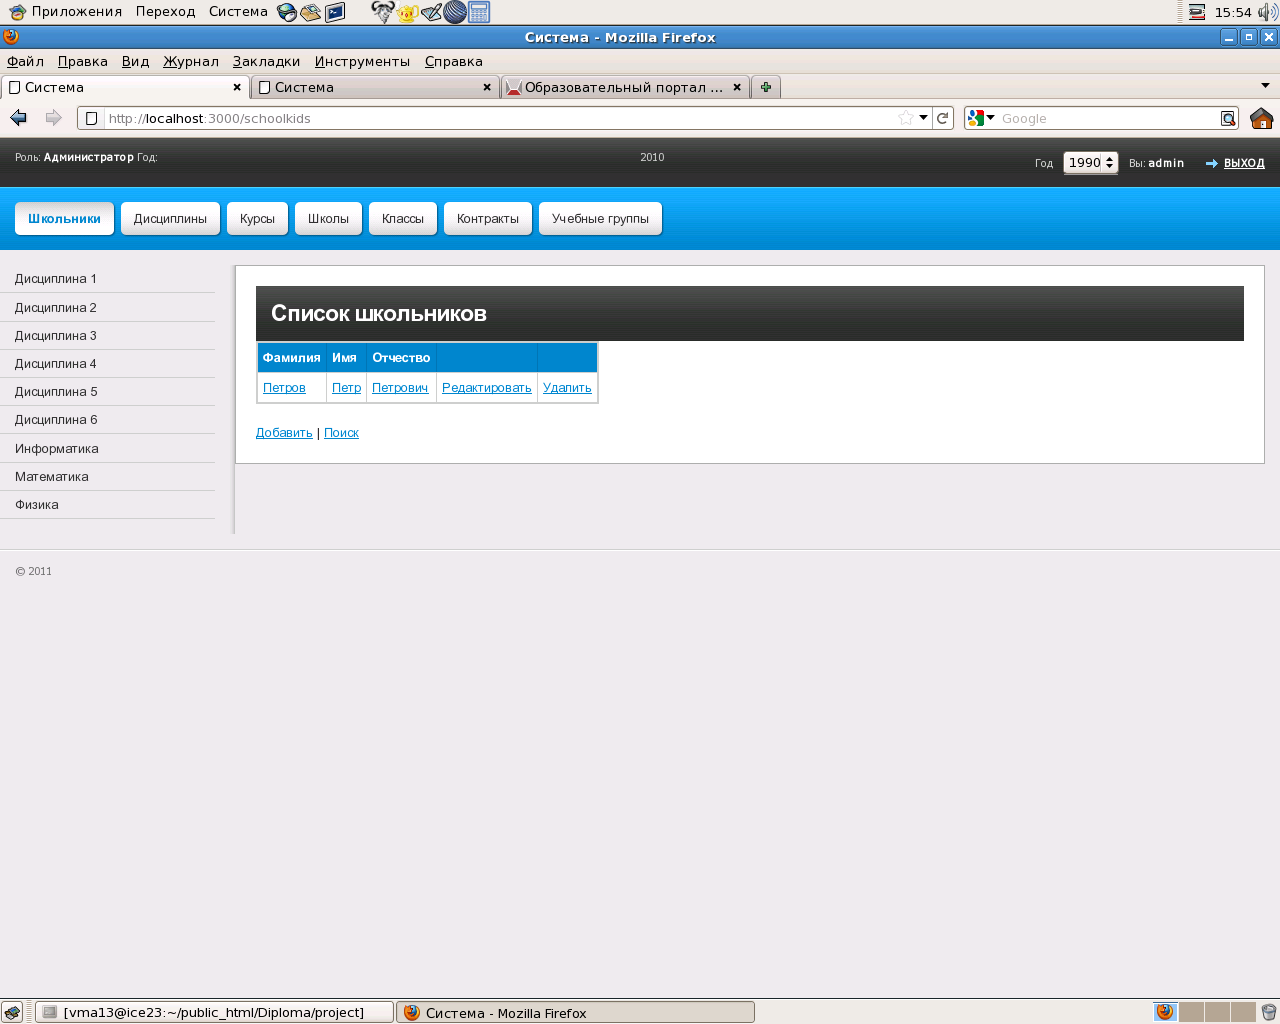 Приложения Переход Система 15:54
Система - Mozilla Firefox
Файл Правка Вид Журнал Закладки Инструменты Справка
Система Система Образовательный портал ...
http://localhost:3000/schoolkids Google
Роль: Администратор Год: 2010 Год 1990 Вы: admin ВЫХОД
Школьники Дисциплины Курсы Школы Классы Контракты Учебные группы
Дисциплина 1
Дисциплина 2
Дисциплина 3
Дисциплина 4
Дисциплина 5
Дисциплина 6
Информатика
Математика
Физика
Список школьников
Фамилия Имя Отчество
Петров Петр Петрович Редактировать Удалить
Добавить | Поиск
© 2011
[vma13@ice23:~/public_html/Diploma/project] Система - Mozilla Firefox